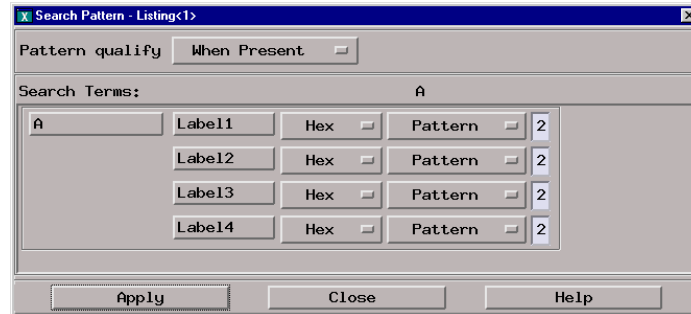 X Search Pattern - Listing<1>
Pattern qualify When Present
Search Terms: A
A Label1 Hex Pattern 2
Label2 Hex Pattern 2
Label3 Hex Pattern 2
Label4 Hex Pattern 2
Apply Close Help